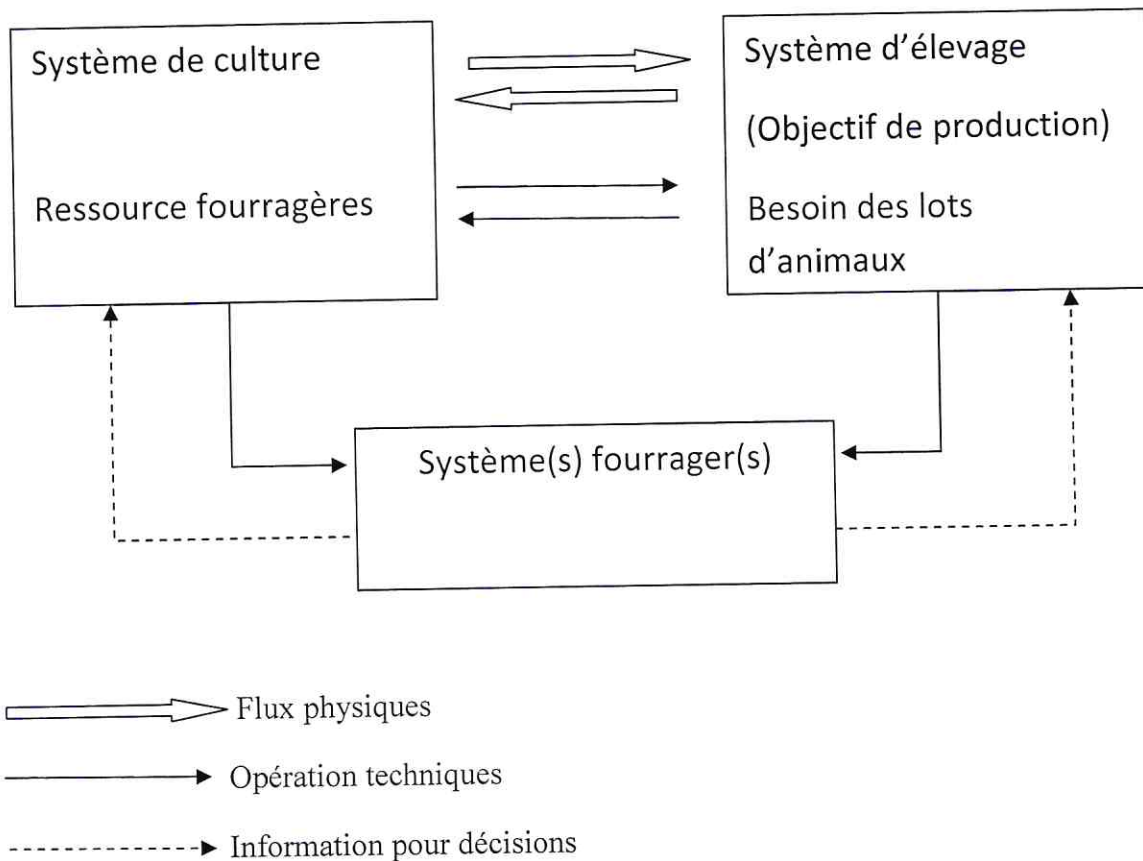 Système de culture
Ressource fourragères
Système d'élevage
(Objectif de production)
Besoin des lots
d'animaux
Système(s) fourrager(s)
Flux physiques
Opération techniques
Information pour décisions